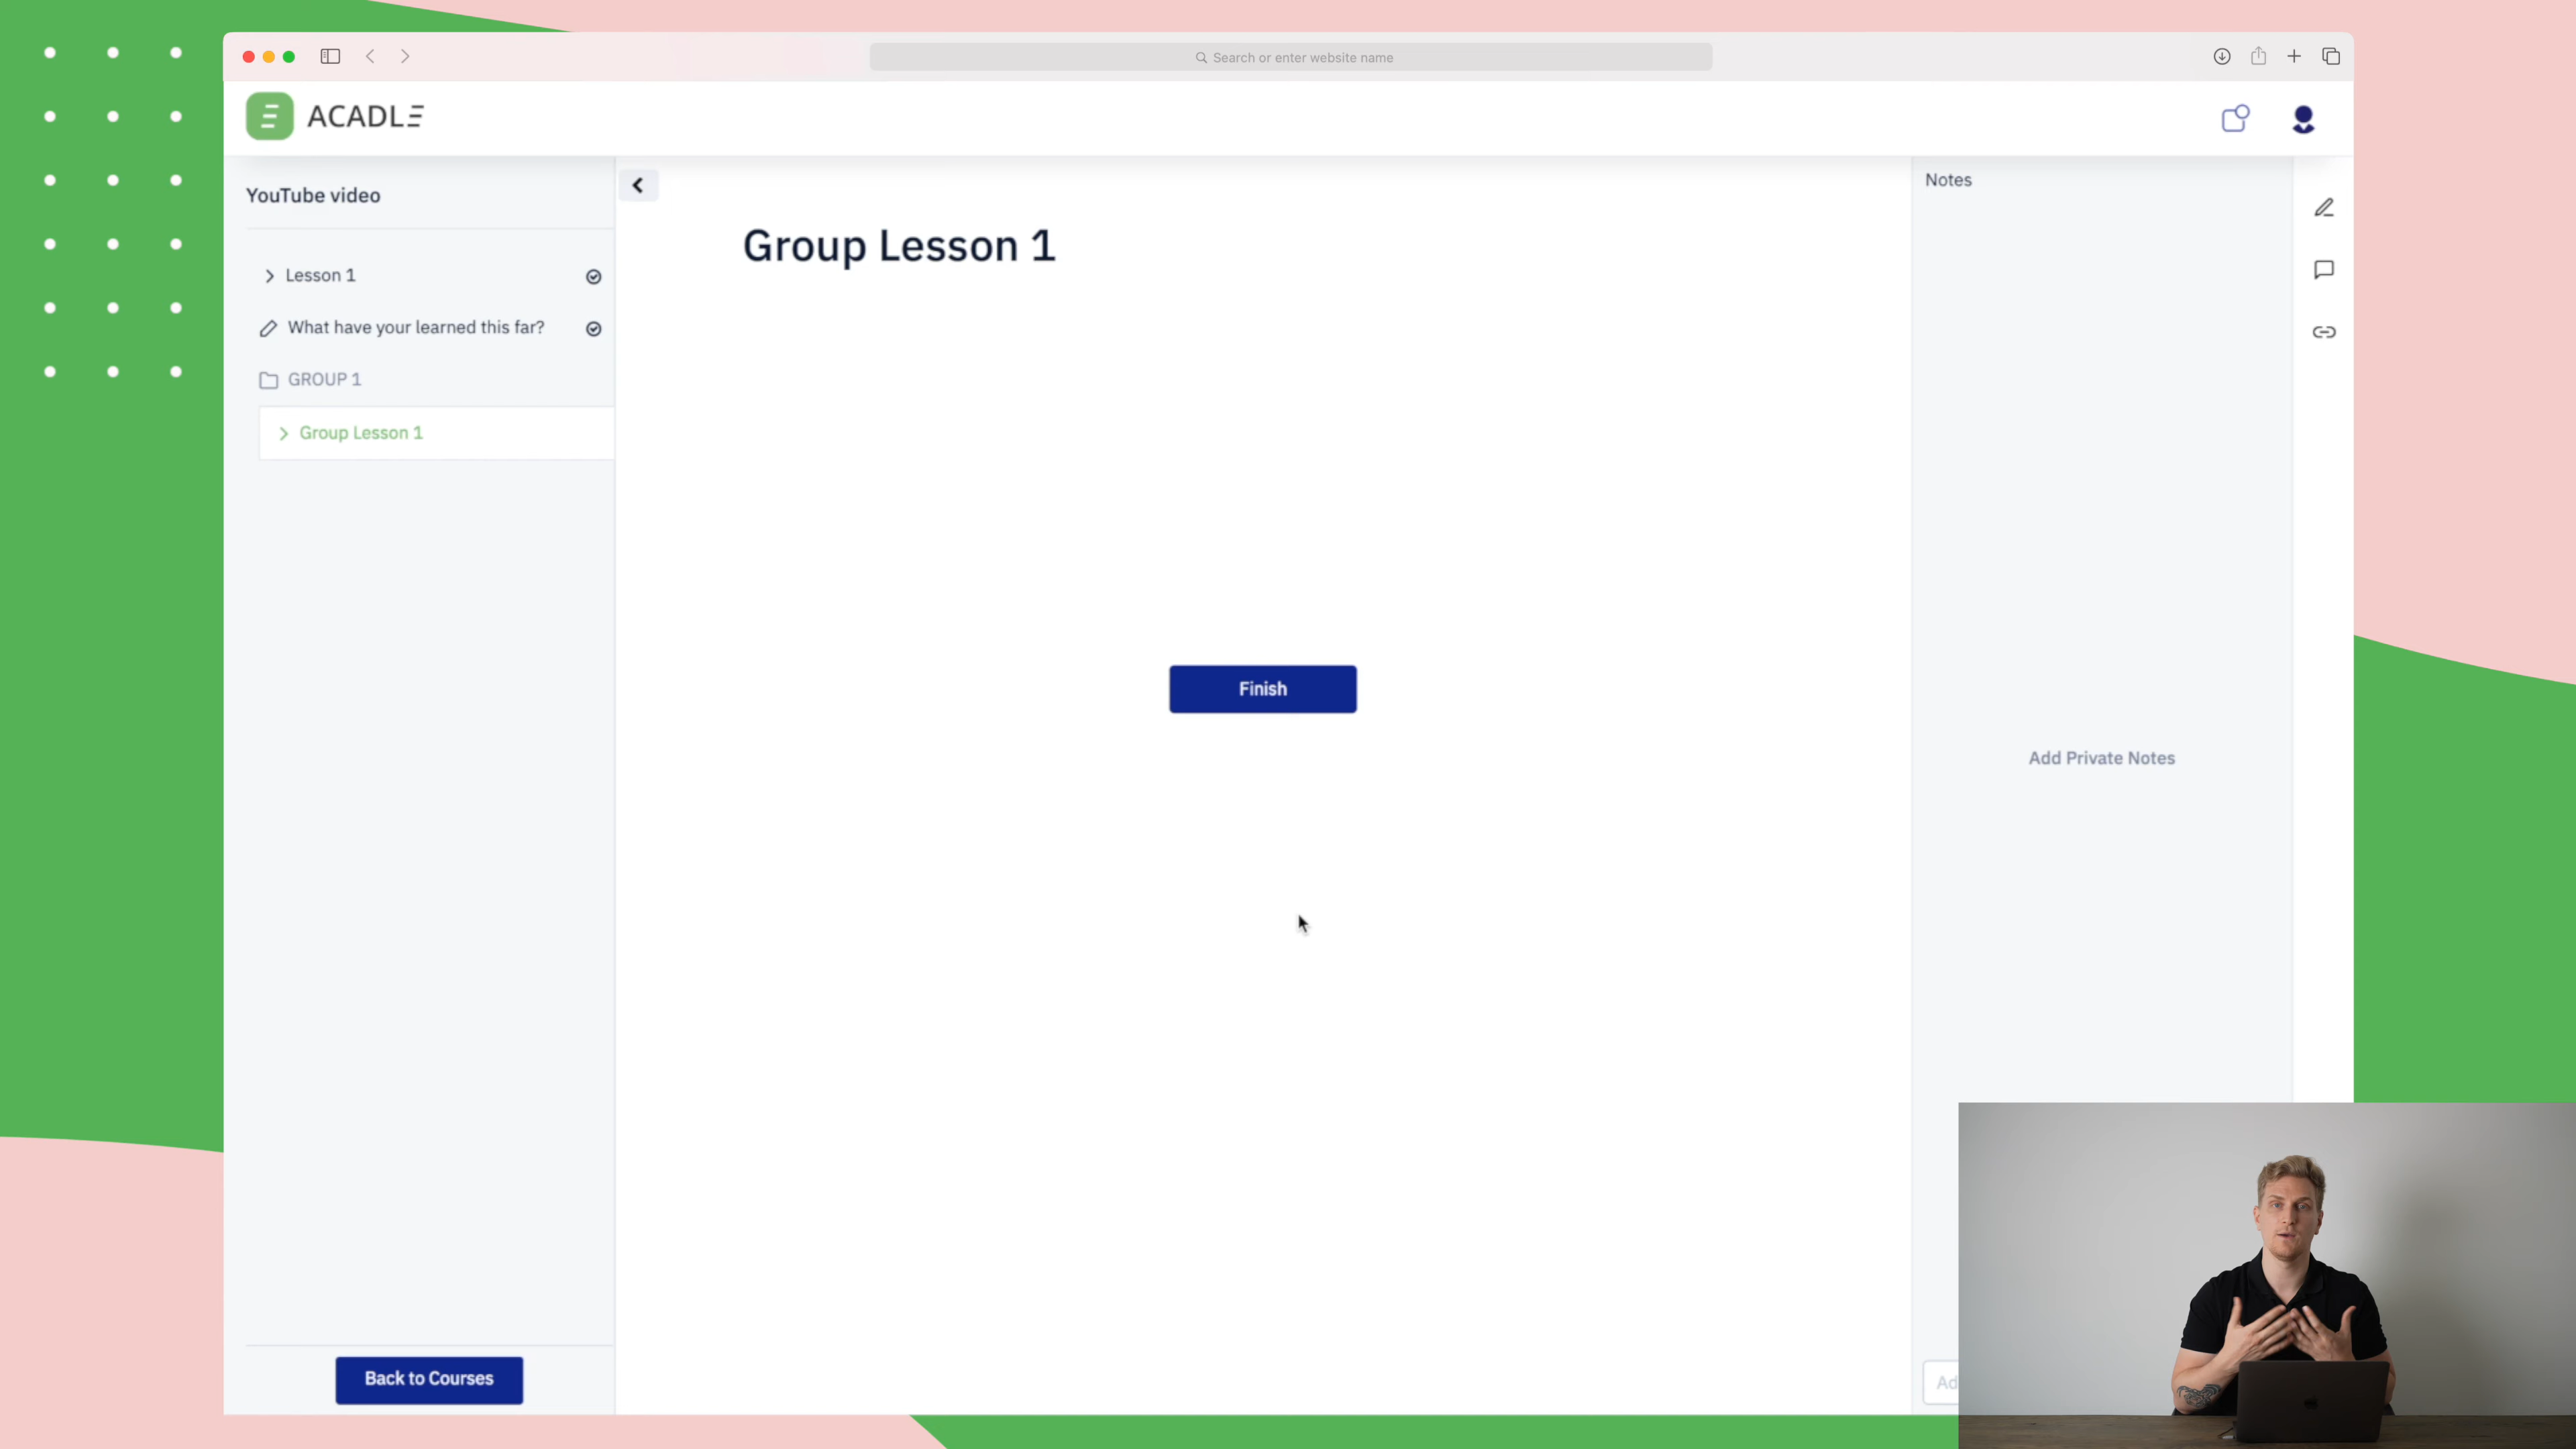 Search or enter website name
ACADLE
YouTube video
Lesson 1
What have your learned this far?
GROUP 1
Group Lesson 1
Back to Courses
Group Lesson 1
Finish
Notes
Add Private Notes
Ad